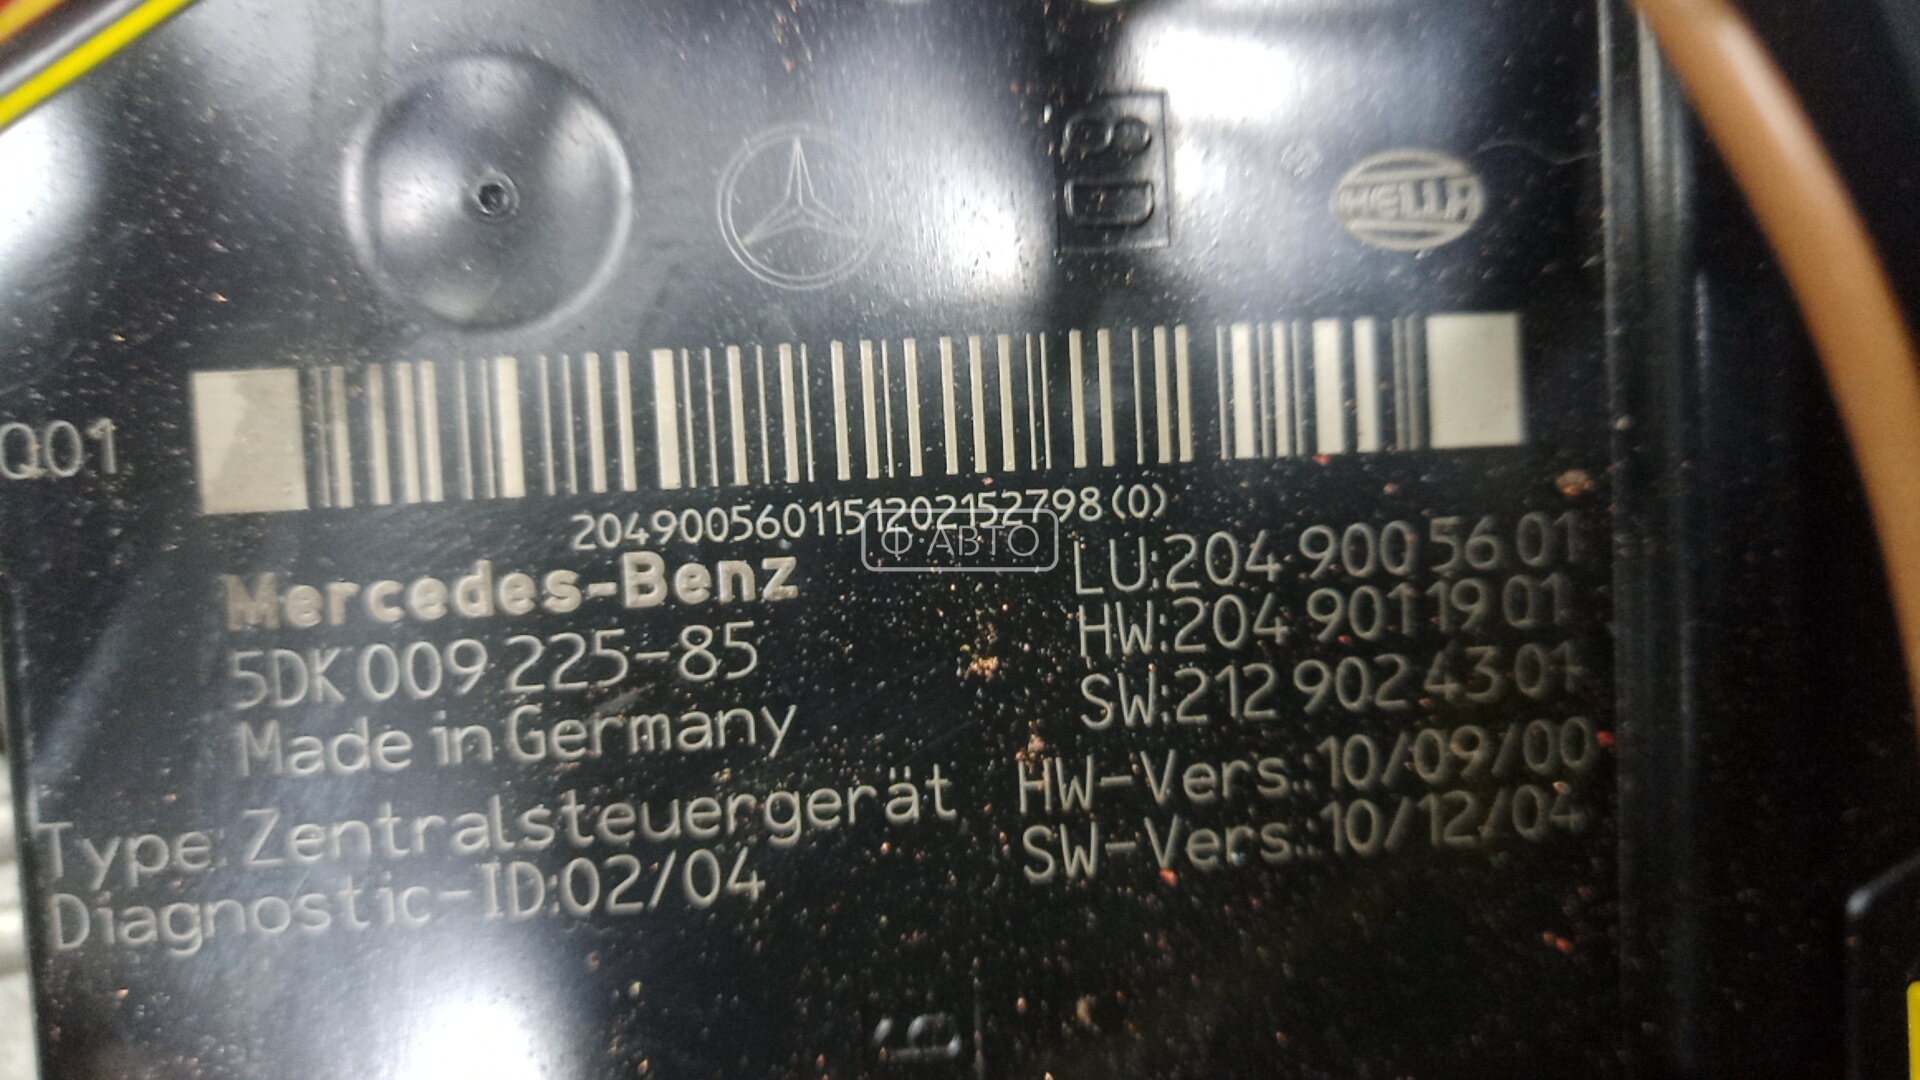 8D
HELLA
Q01
2049005601151202152798(0)
Ф АВТО
Mercedes-Benz
LU:204 900 56 01
5DK 009 225-85
HW:204 901 19 01
Made in Germany
SW:212 902 43 01
Type: Zentralsteuergerät
HW-Vers.:10/09/00
Diagnostic-ID:02/04
SW-Vers.:10/12/04